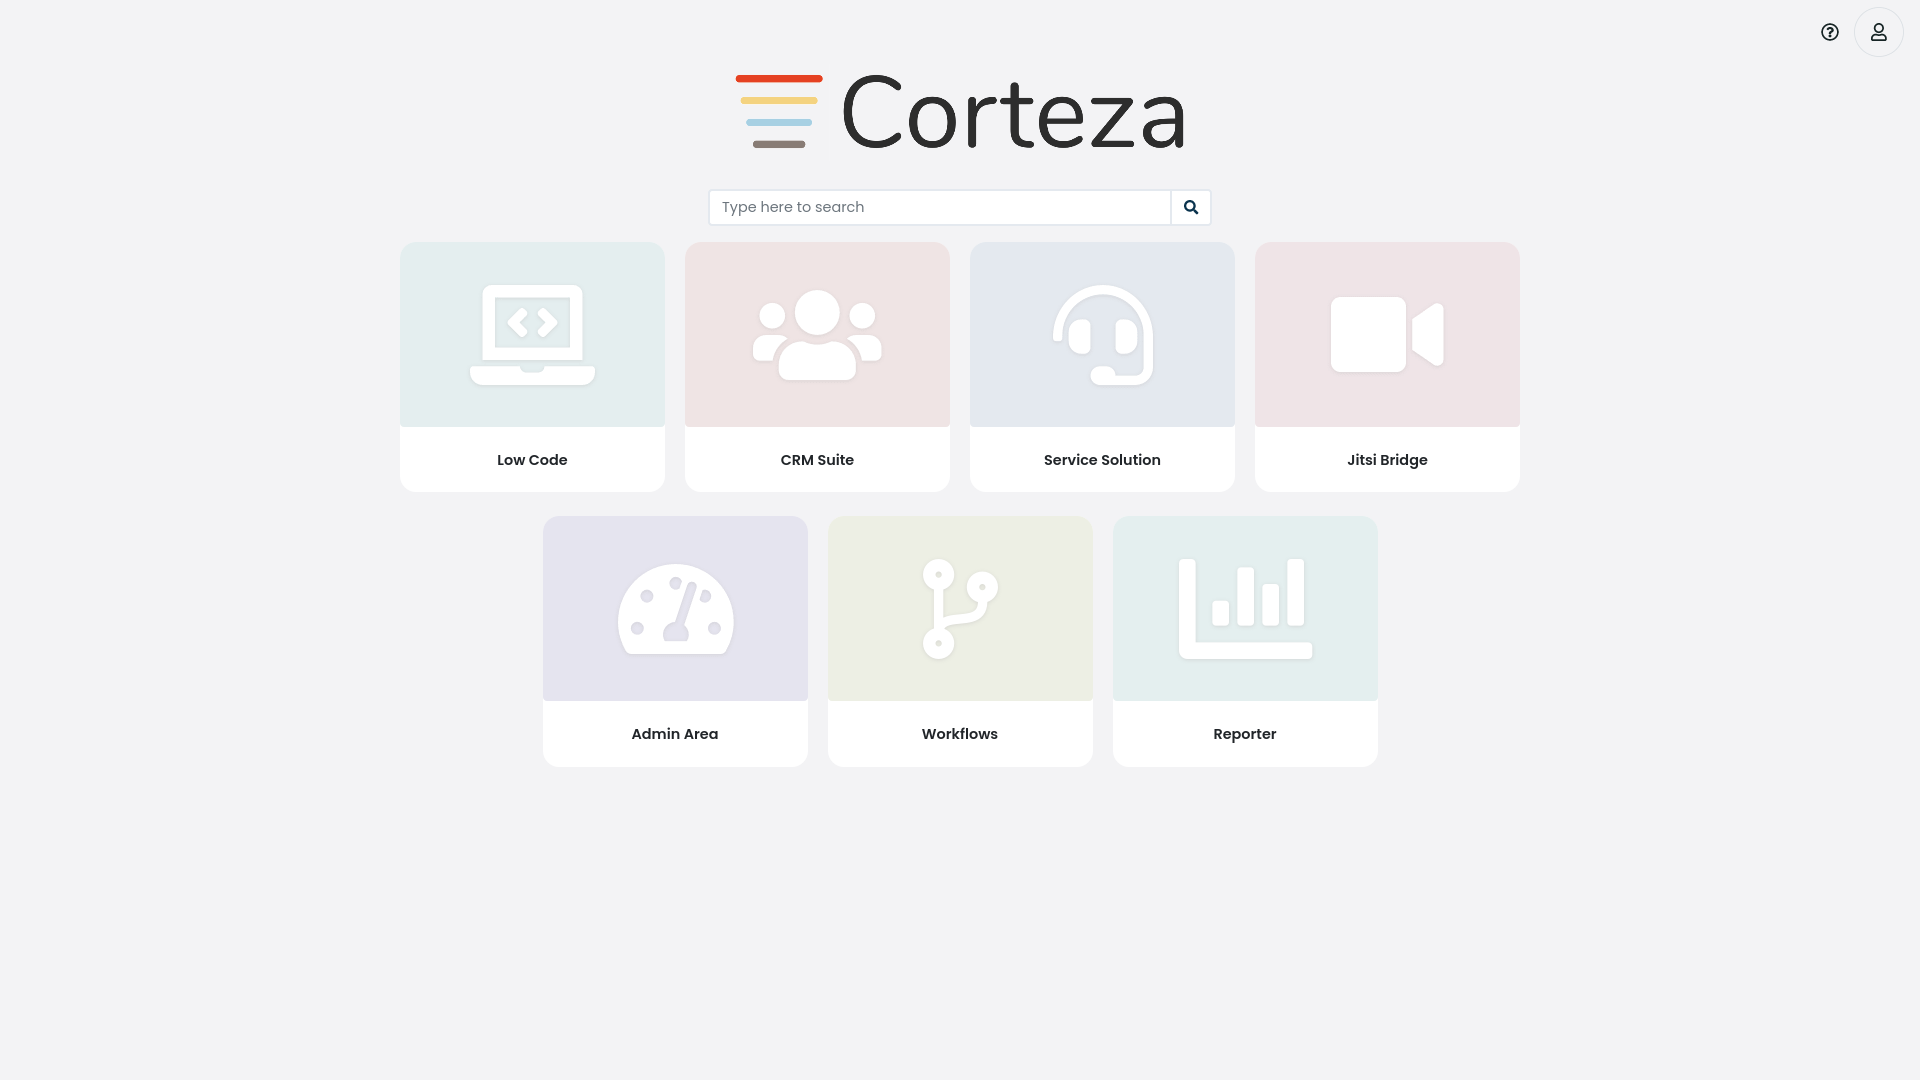 Corteza
Type here to search
Low Code
CRM Suite
Service Solution
Jitsi Bridge
Admin Area
Workflows
Reporter